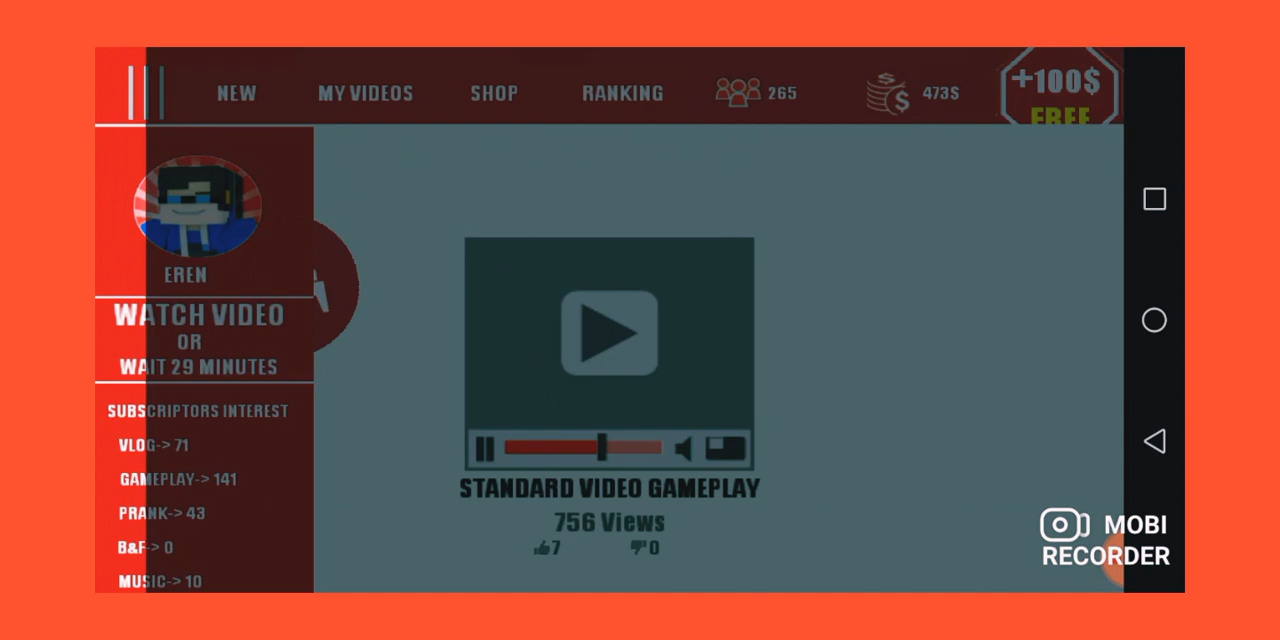 NEW MY VIDEOS SHOP RANKING 265 473$ +100$
FREE
EREN
WATCH VIDEO
OR
WAIT 29 MINUTES
SUBSCRIPTORS INTEREST
VLOG-> 71
GAMEPLAY-> 141
PRANK-> 43
B&F-> 0
MUSIC-> 10
STANDARD VIDEO GAMEPLAY
756 Views
7 0
MOBI
RECORDER